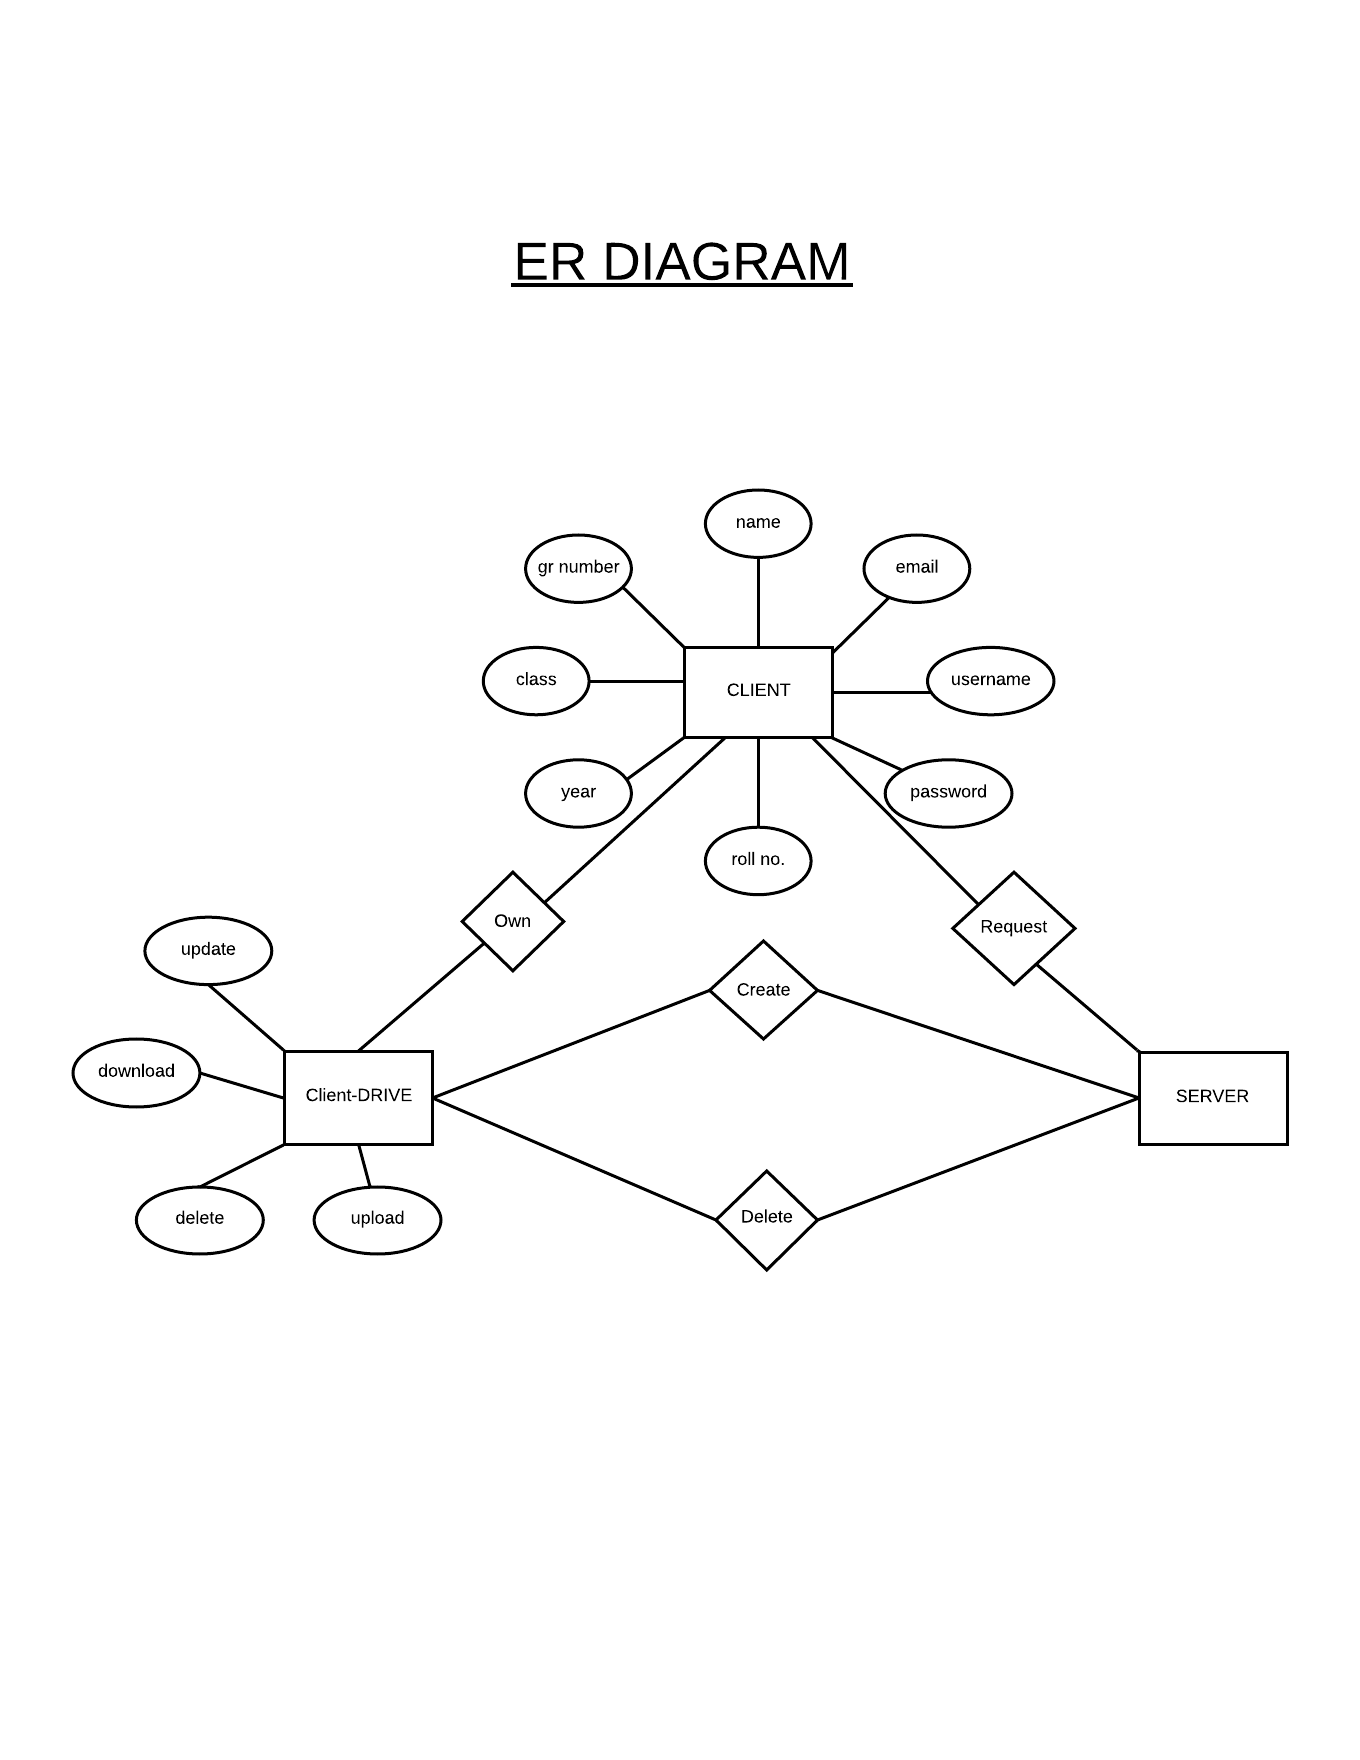 ER DIAGRAM
name
gr number
email
class
CLIENT
username
year
password
roll no.
Own
Request
update
Create
download
Client-DRIVE
SERVER
delete
upload
Delete